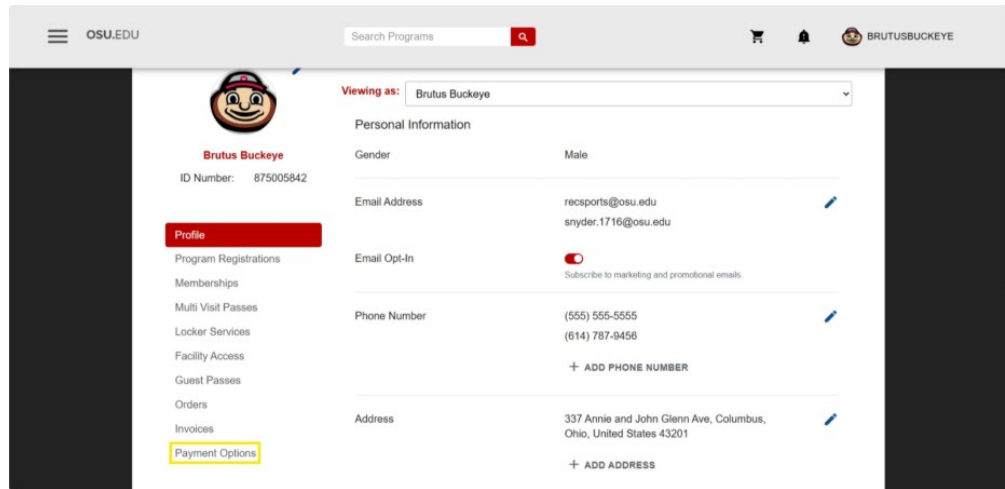 OSU.EDU
Search Programs
BRUTUSBUCKEYE
Brutus Buckeye
ID Number: 875005842
Profile
Program Registrations
Memberships
Multi Visit Passes
Locker Services
Facility Access
Guest Passes
Orders
Invoices
Payment Options
Viewing as: Brutus Buckeye
Personal Information
Gender Male
Email Address recsports@osu.edu
snyder.1716@osu.edu
Email Opt-In
Subscribe to marketing and promotional emails.
Phone Number (555) 555-5555
(614) 787-9456
+ ADD PHONE NUMBER
Address 337 Annie and John Glenn Ave, Columbus,
Ohio, United States 43201
+ ADD ADDRESS